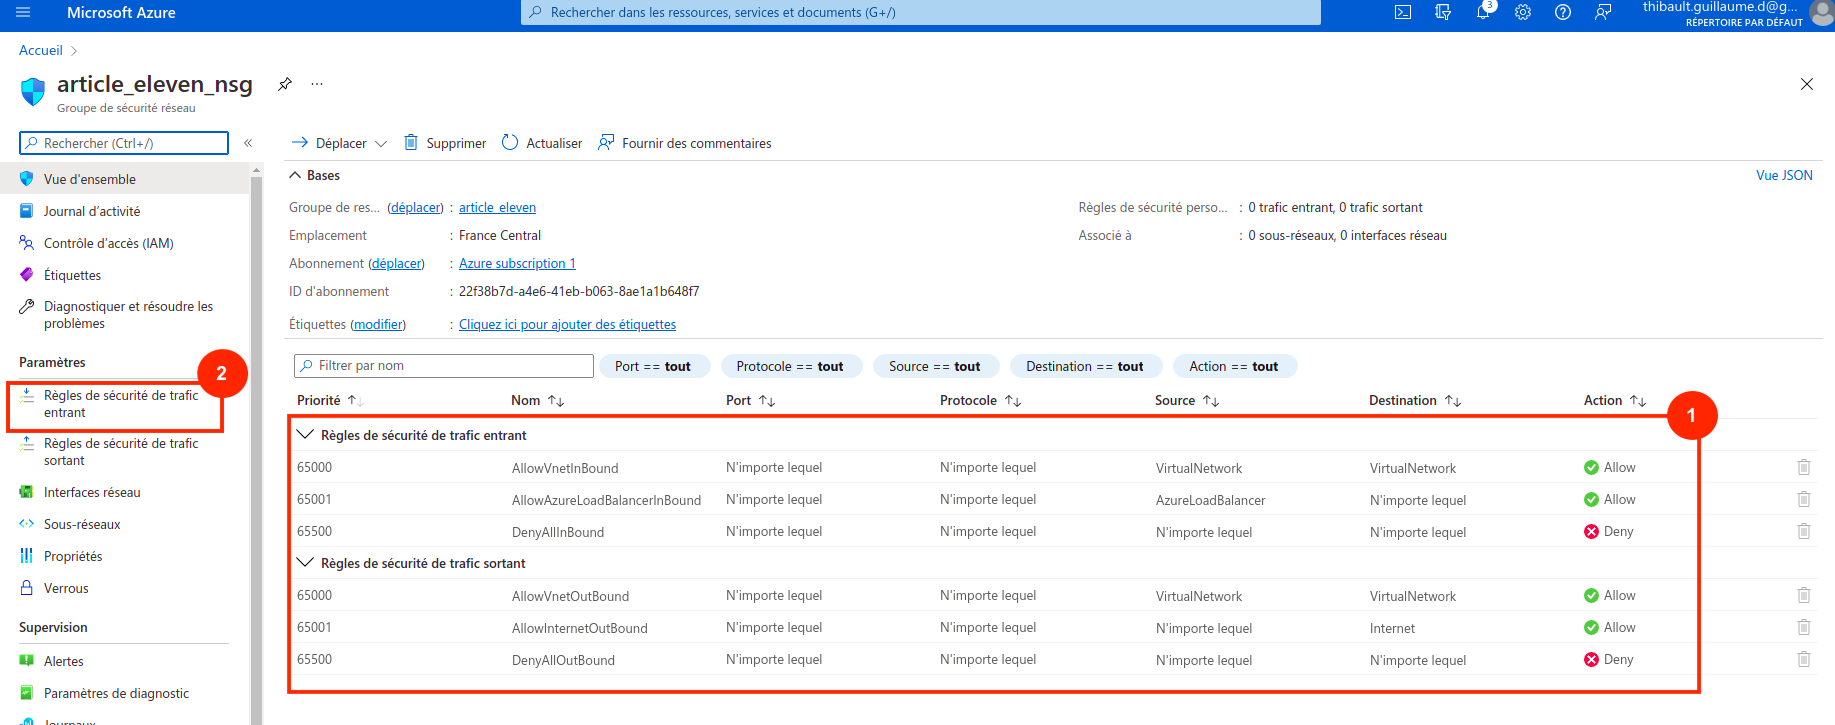 Microsoft Azure
Rechercher dans les ressources, services et documents (G+/)
3
thibault.guillaume.d@g...
RÉPERTOIRE PAR DÉFAUT
Accueil
article_eleven_nsg
...
Groupe de sécurité réseau
Rechercher (Ctrl+/)
«
Déplacer
Supprimer
Actualiser
Fournir des commentaires
Vue d'ensemble
Journal d'activité
Contrôle d'accès (IAM)
Étiquettes
Diagnostiquer et résoudre les
problèmes
Paramètres
2
Règles de sécurité de trafic
entrant
Règles de sécurité de trafic
sortant
Interfaces réseau
Sous-réseaux
Propriétés
Verrous
Supervision
Alertes
Paramètres de diagnostic
Journaux
Bases
Vue JSON
Groupe de res... (déplacer) : article_eleven
Emplacement : France Central
Abonnement (déplacer) : Azure subscription 1
ID d'abonnement : 22f38b7d-a4e6-41eb-b063-8ae1a1b648f7
Étiquettes (modifier) : Cliquez ici pour ajouter des étiquettes
Règles de sécurité perso... : 0 trafic entrant, 0 trafic sortant
Associé à : 0 sous-réseaux, 0 interfaces réseau
Filtrer par nom
Port == tout
Protocole == tout
Source == tout
Destination == tout
Action == tout
Priorité Nom Port Protocole Source Destination Action
1
Règles de sécurité de trafic entrant
65000 AllowVnetInBound N'importe lequel N'importe lequel VirtualNetwork VirtualNetwork Allow
65001 AllowAzureLoadBalancerInBound N'importe lequel N'importe lequel AzureLoadBalancer N'importe lequel Allow
65500 DenyAllInBound N'importe lequel N'importe lequel N'importe lequel N'importe lequel Deny
Règles de sécurité de trafic sortant
65000 AllowVnetOutBound N'importe lequel N'importe lequel VirtualNetwork VirtualNetwork Allow
65001 AllowInternetOutBound N'importe lequel N'importe lequel N'importe lequel Internet Allow
65500 DenyAllOutBound N'importe lequel N'importe lequel N'importe lequel N'importe lequel Deny